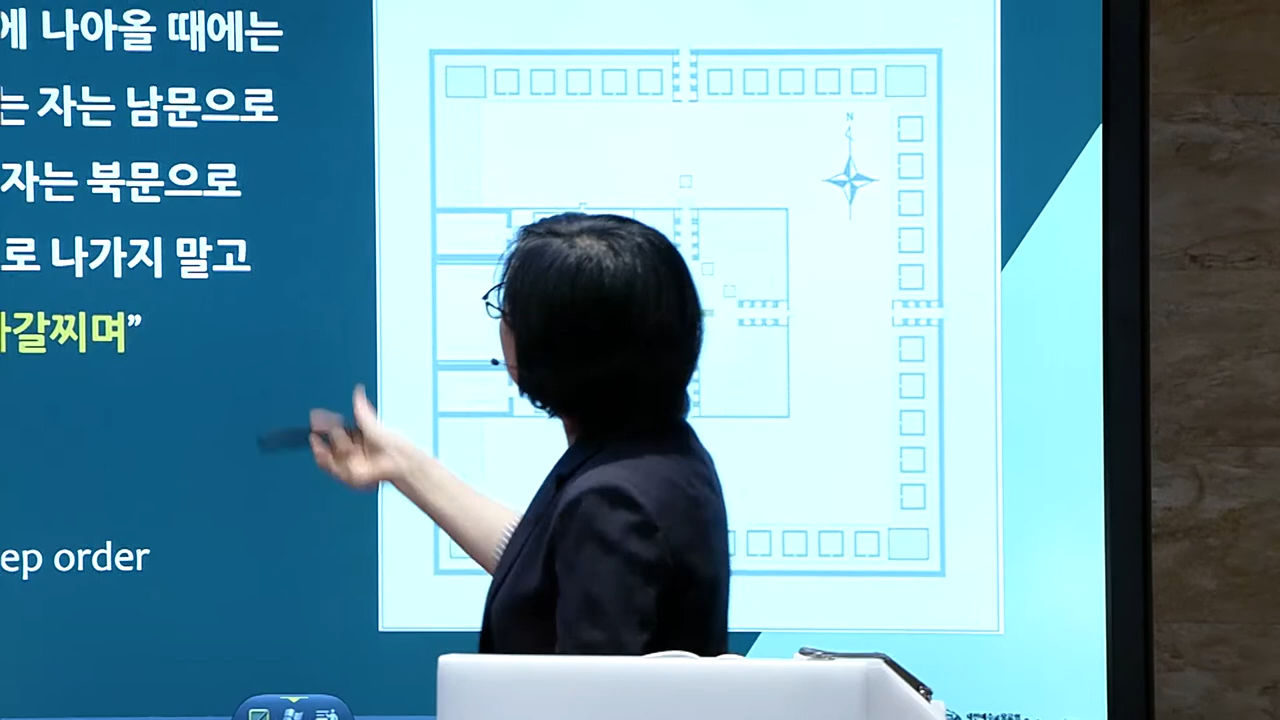 에 나아올 때에는
는 자는 남문으로
자는 북문으로
로 나가지 말고
갈찌며”
ep order
N